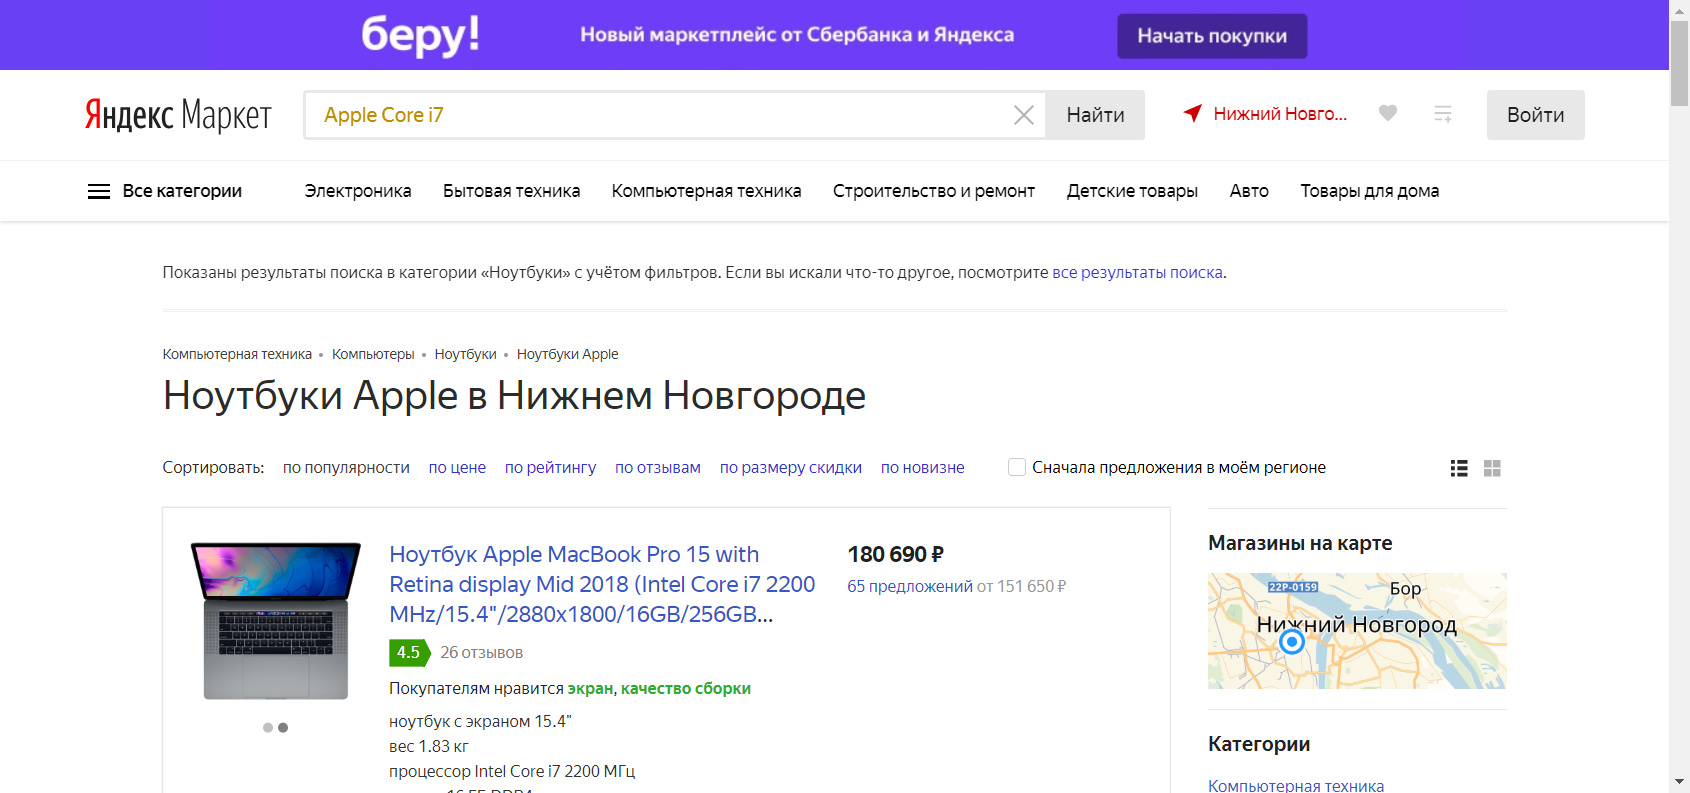 беру!
Новый маркетплейс от Сбербанка и Яндекса
Начать покупки
Яндекс Маркет
Apple Core i7
Найти
Нижний Новго...
Войти
Все категории
Электроника
Бытовая техника
Компьютерная техника
Строительство и ремонт
Детские товары
Авто
Товары для дома
Показаны результаты поиска в категории «Ноутбуки» с учётом фильтров. Если вы искали что-то другое, посмотрите все результаты поиска.
Компьютерная техника • Компьютеры • Ноутбуки • Ноутбуки Apple
Ноутбуки Apple в Нижнем Новгороде
Сортировать: по популярности по цене по рейтингу по отзывам по размеру скидки по новизне
Сначала предложения в моём регионе
Ноутбук Apple MacBook Pro 15 with
Retina display Mid 2018 (Intel Core i7 2200
MHz/15.4"/2880x1800/16GB/256GB...
4.5 26 отзывов
Покупателям нравится экран, качество сборки
ноутбук с экраном 15.4"
вес 1.83 кг
процессор Intel Core i7 2200 МГц
180 690 ₽
65 предложений от 151 650 ₽
Магазины на карте
22Р-0159
Бор
Нижний Новгород
Категории
Компьютерная техника